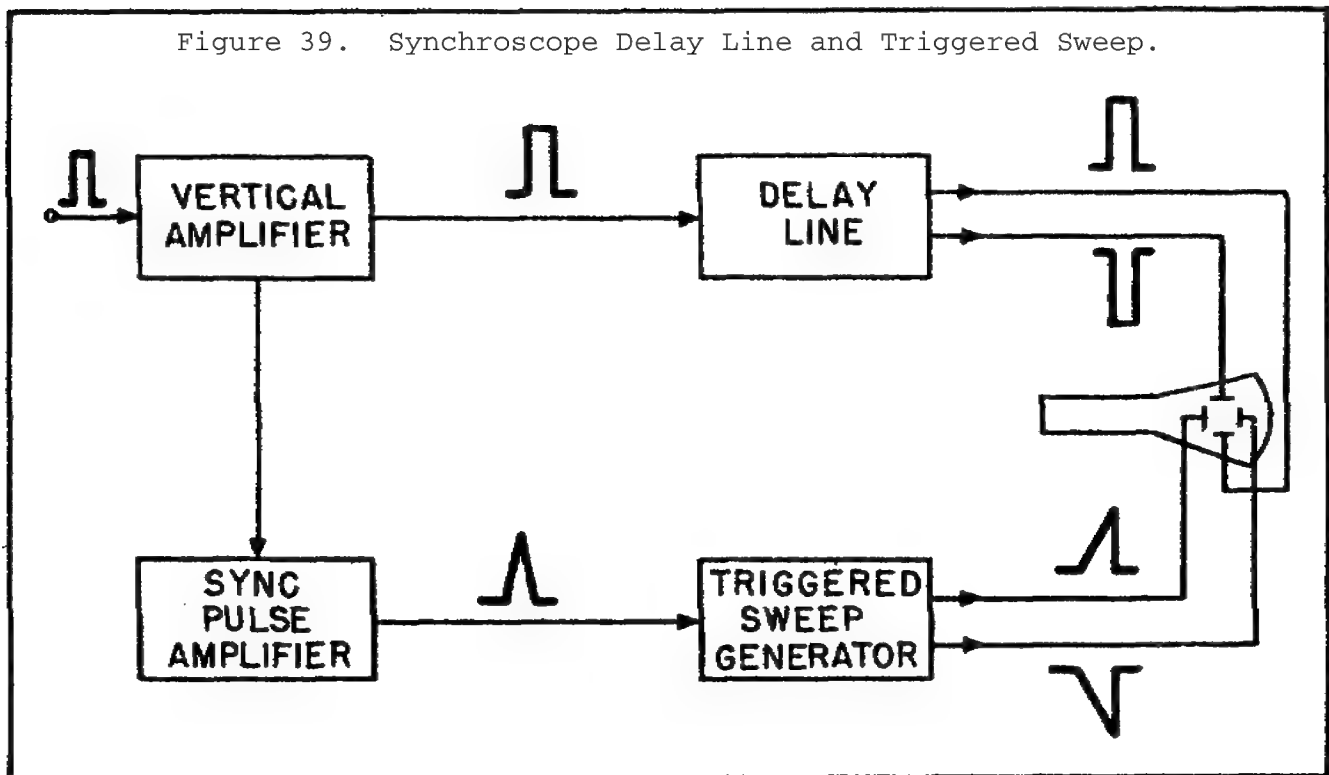 Figure 39. Synchroscope Delay Line and Triggered Sweep.
VERTICAL
AMPLIFIER
DELAY
LINE
SYNC
PULSE
AMPLIFIER
TRIGGERED
SWEEP
GENERATOR